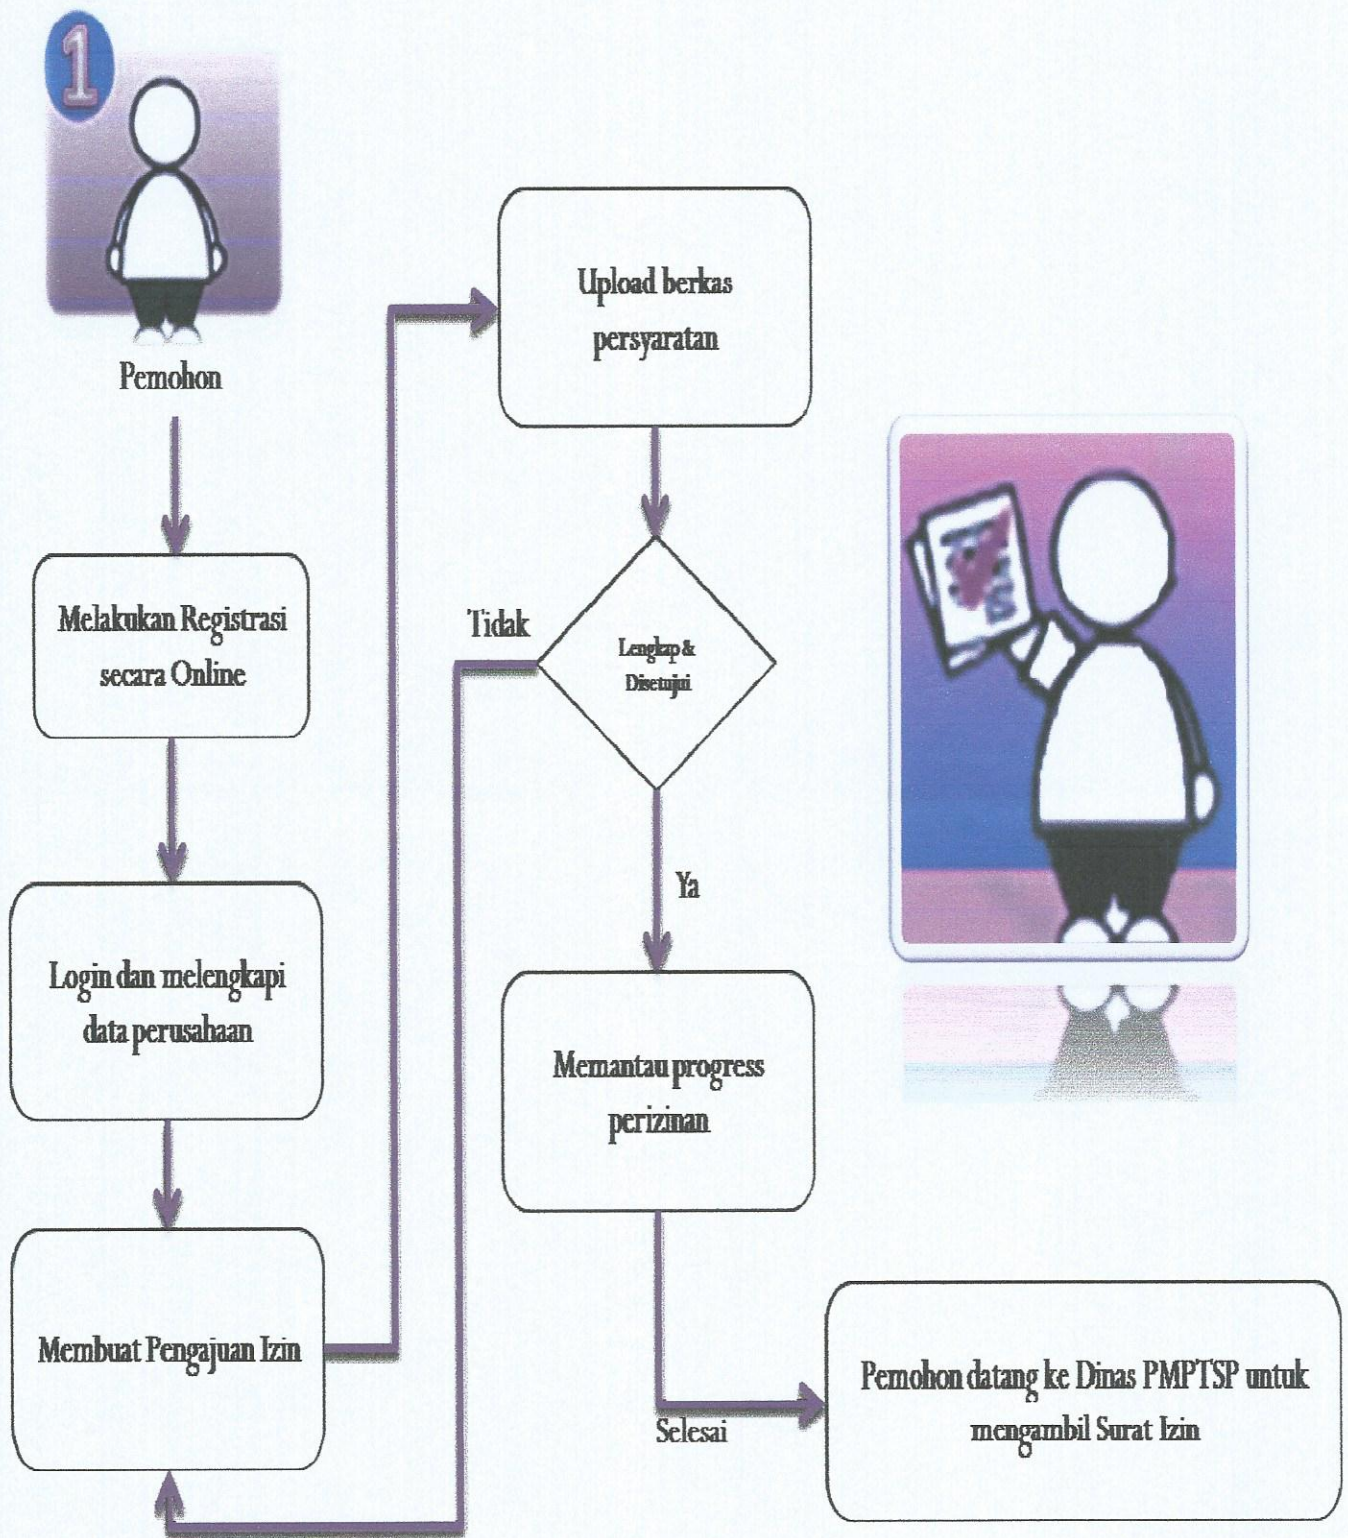 1
Pemohon
Melakukan Registrasi
secara Online
Login dan melengkapi
data perusahaan
Membuat Pengajuan Izin
Upload berkas
persyaratan
Lengkap &
Disetujui
Tidak
Ya
Memantau progress
perizinan
Selesai
Pemohon datang ke Dinas PMPTSP untuk
mengambil Surat Izin